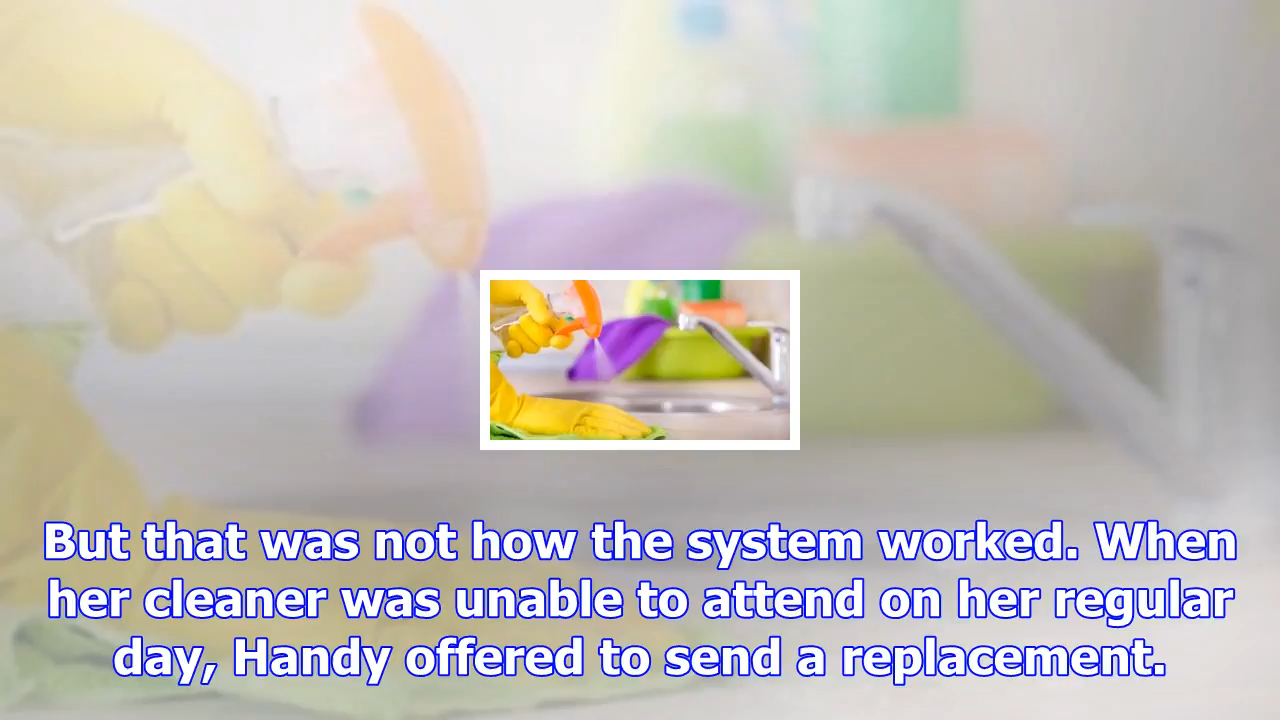 But that was not how the system worked. When
her cleaner was unable to attend on her regular
day, Handy offered to send a replacement.